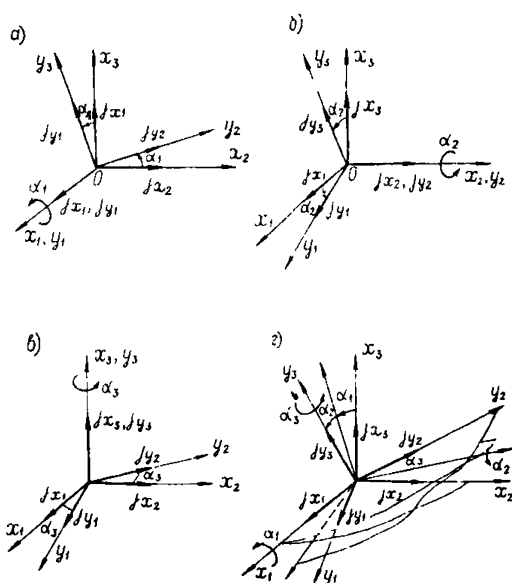 а)
y₃
x₃
α₁
jx₁
jy₁
jy₂
y₂
α₁
x₂
0
jx₂
α₁
jx₁, jy₁
x₁, y₁
б)
y₃
x₃
α₂
jx₃
jy₃
α₂
0
jx₁
jx₂, jy₂
x₂, y₂
α₂
jy₁
x₁
y₁
в)
x₃, y₃
α₃
jx₃, jy₃
y₂
jy₂
α₃
x₂
jx₁
jx₂
x₁
α₃
jy₁
y₁
г)
x₃
y₃
α₁
α₂
α₃
jy₃
jx₃
y₂
jy₂
α₃
α₂
jx₁
jx₂
x₂
jy₁
α₁
x₁
y₁